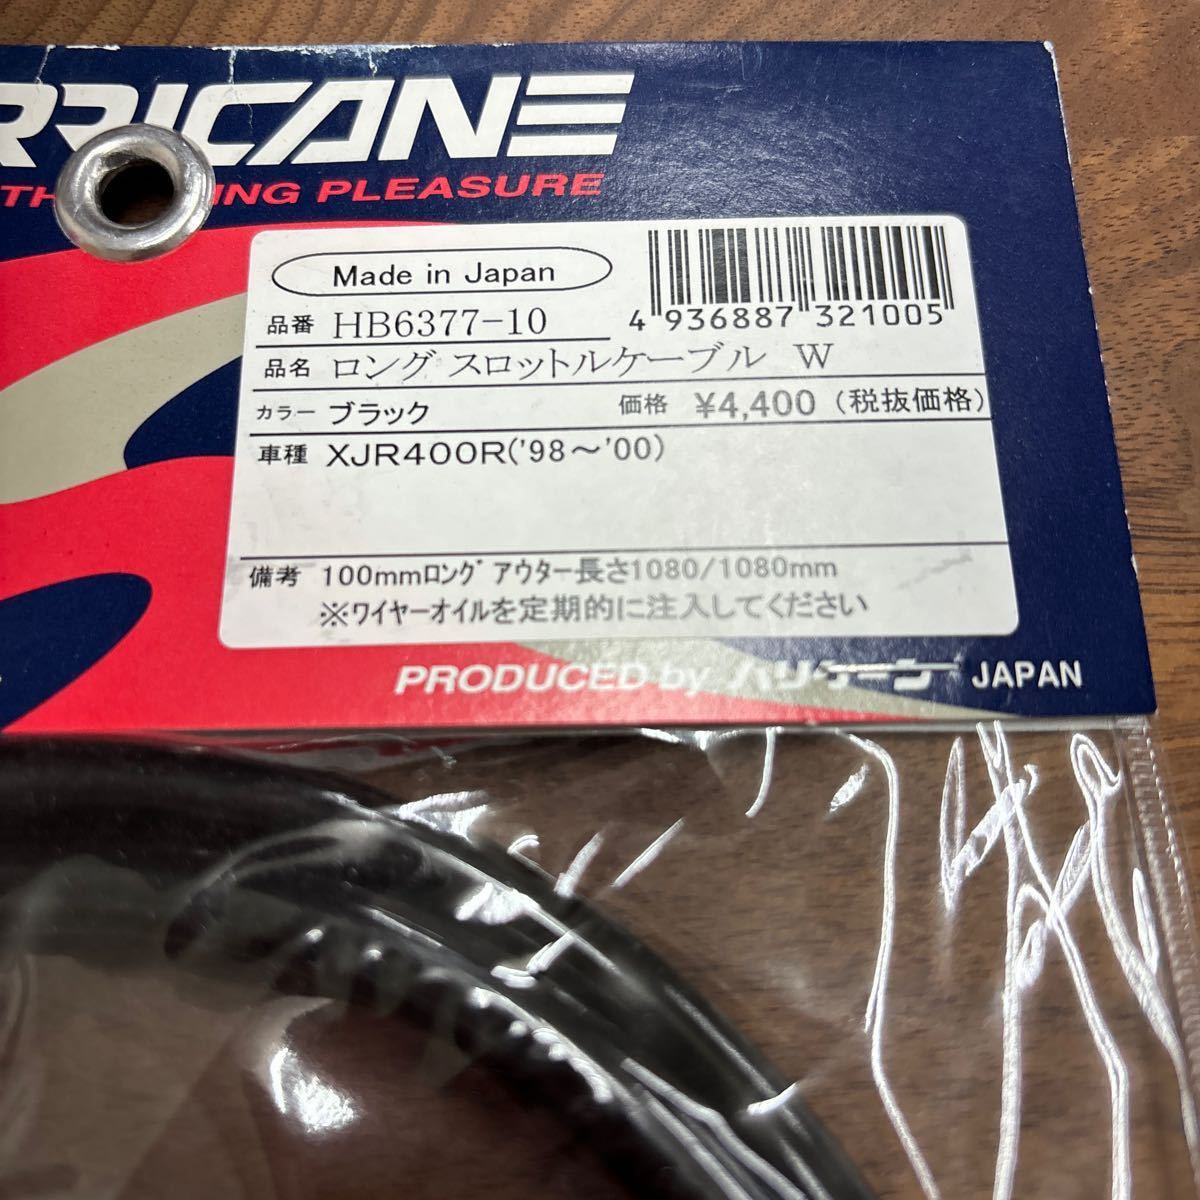 RRICANE
TH ING PLEASURE
Made in Japan
品番 HB6377-10
4 936887 321005
品名 ロング スロットルケーブル W
カラー ブラック 価格 ¥4,400 (税抜価格)
車種 XJR400R('98～'00)
備考 100mmロング アウター長さ1080/1080mm
※ワイヤーオイルを定期的に注入してください
PRODUCED by ハリケーン JAPAN